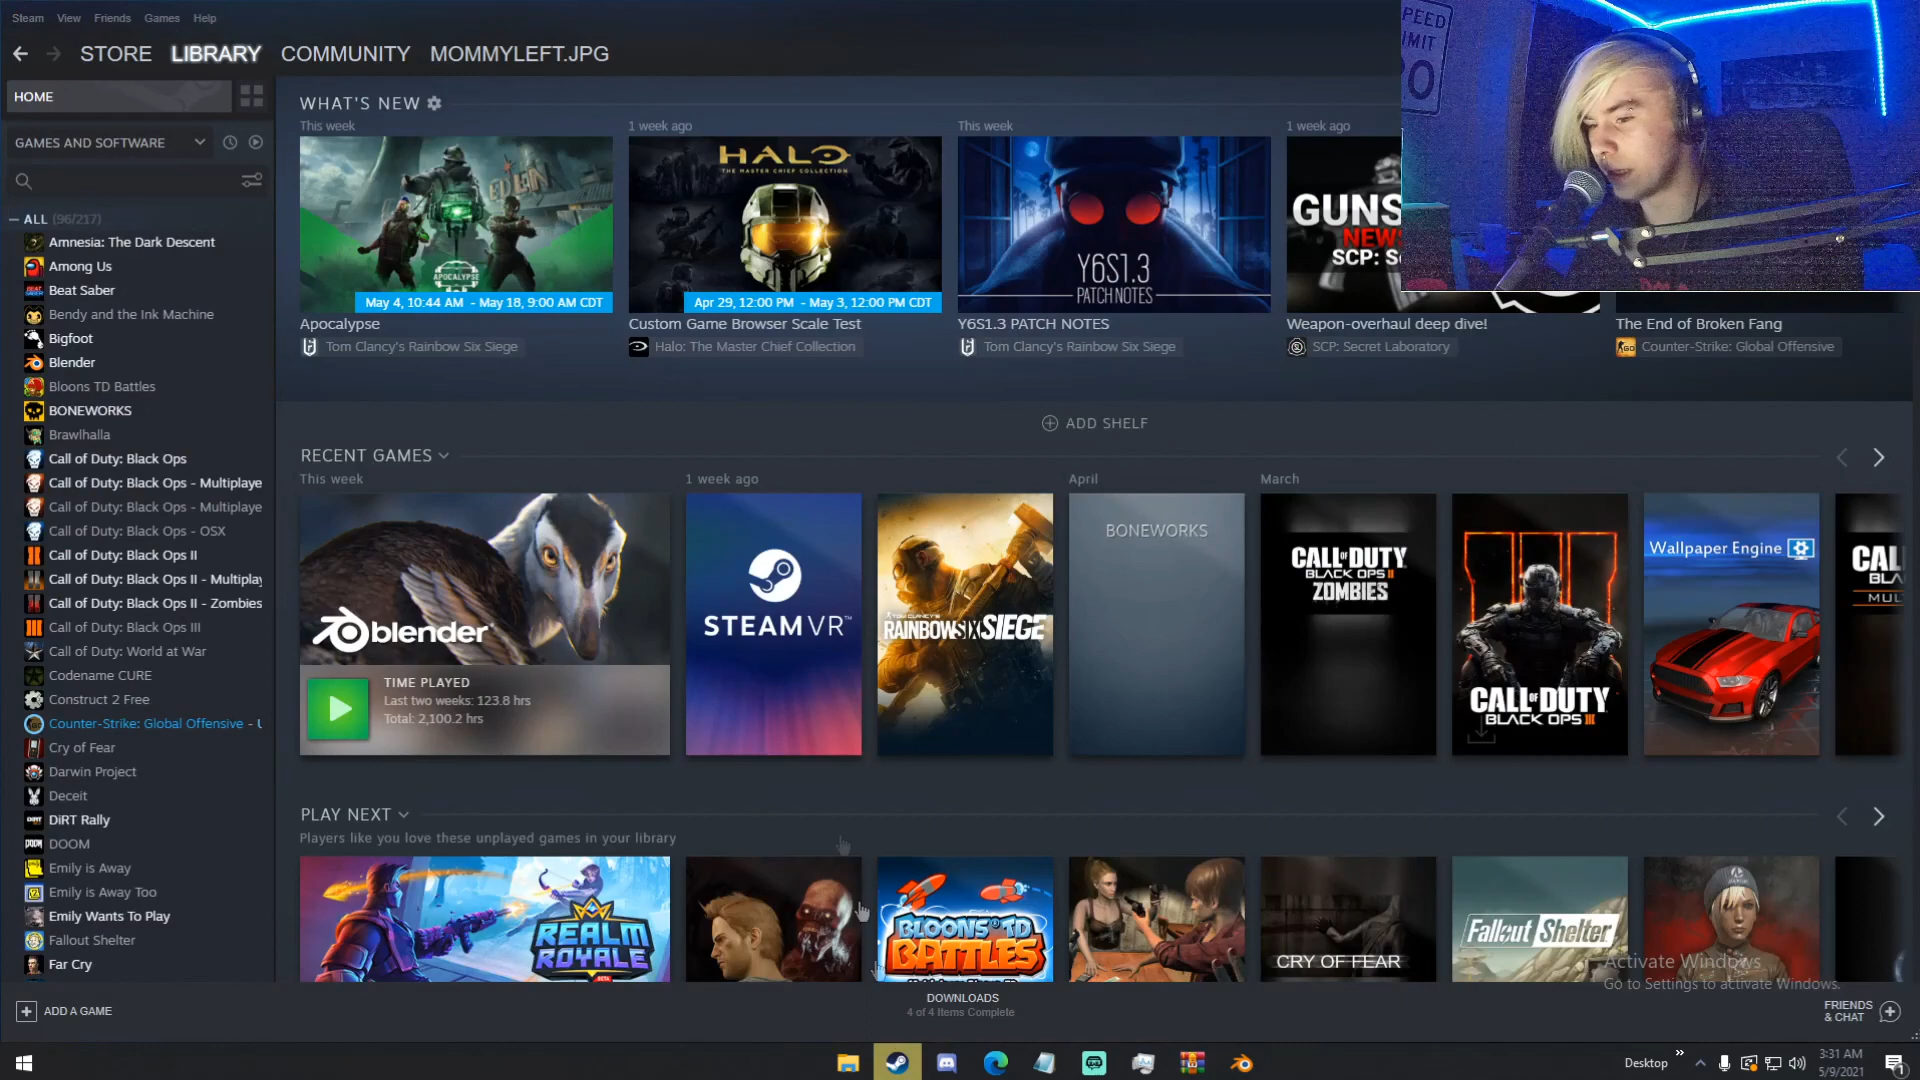 Steam View Friends Games Help
STORE LIBRARY COMMUNITY MOMMYLEFT.JPG
HOME
GAMES AND SOFTWARE
ALL (96/217)
Amnesia: The Dark Descent
Among Us
Beat Saber
Bendy and the Ink Machine
Bigfoot
Blender
Bloons TD Battles
BONEWORKS
Brawlhalla
Call of Duty: Black Ops
Call of Duty: Black Ops - Multiplaye
Call of Duty: Black Ops - Multiplaye
Call of Duty: Black Ops - OSX
Call of Duty: Black Ops II
Call of Duty: Black Ops II - Multipla
Call of Duty: Black Ops II - Zombies
Call of Duty: Black Ops III
Call of Duty: World at War
Codename CURE
Construct 2 Free
Counter-Strike: Global Offensive - U
Cry of Fear
Darwin Project
Deceit
DiRT Rally
DOOM
Emily is Away
Emily is Away Too
Emily Wants To Play
Fallout Shelter
Far Cry
ADD A GAME
WHAT'S NEW
This week
APOCALYPSE
May 4, 10:44 AM - May 18, 9:00 AM CDT
Apocalypse
Tom Clancy's Rainbow Six Siege
1 week ago
HALO
THE MASTER CHIEF COLLECTION
Apr 29, 12:00 PM - May 3, 12:00 PM CDT
Custom Game Browser Scale Test
Halo: The Master Chief Collection
This week
Y6S1.3
PATCH NOTES
Y6S1.3 PATCH NOTES
Tom Clancy's Rainbow Six Siege
1 week ago
GUNS
NEWS
SCP: S
Weapon-overhaul deep dive!
SCP: Secret Laboratory
The End of Broken Fang
Counter-Strike: Global Offensive
SPEED
LIMIT
ADD SHELF
RECENT GAMES
This week
blender
TIME PLAYED
Last two weeks: 123.8 hrs
Total: 2,100.2 hrs
1 week ago
STEAMVR™
TOM CLANCY'S
RAINBOWSIX SIEGE
April
BONEWORKS
March
CALL OF DUTY
BLACK OPS II
ZOMBIES
CALL OF DUTY
BLACK OPS III
Wallpaper Engine
CAL
BLA
MUL
PLAY NEXT
Players like you love these unplayed games in your library
REALM
ROYALE
BLOONS TD
BATTLES
CRY OF FEAR
Fallout Shelter
Activate Windows
Go to Settings to activate Windows.
DOWNLOADS
4 of 4 Items Complete
FRIENDS
& CHAT
Desktop
3:31 AM
5/9/2021